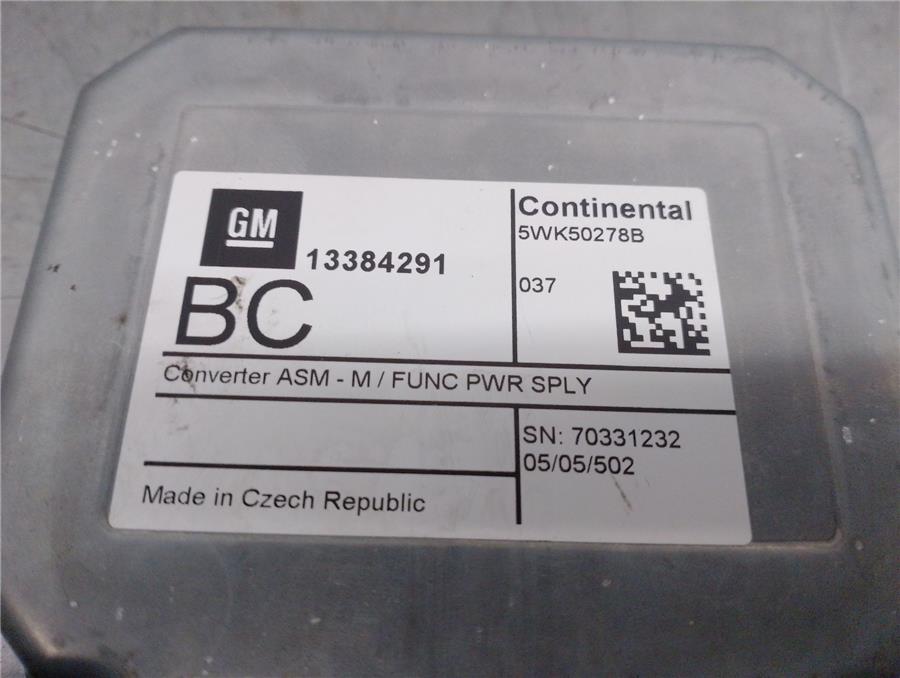 GM
13384291
BC
Continental
5WK50278B
037
Converter ASM - M / FUNC PWR SPLY
SN: 70331232
05/05/502
Made in Czech Republic